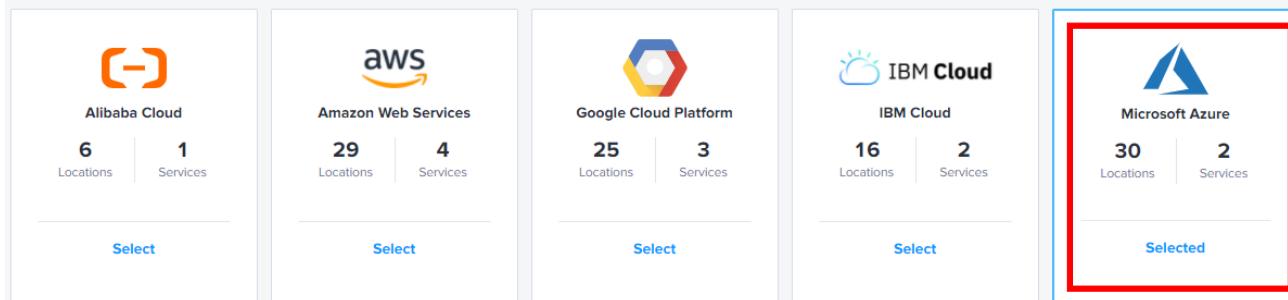 aws
IBM Cloud
Alibaba Cloud
Amazon Web Services
Google Cloud Platform
IBM Cloud
Microsoft Azure
6 1
Locations Services
29 4
Locations Services
25 3
Locations Services
16 2
Locations Services
30 2
Locations Services
Select
Select
Select
Select
Selected